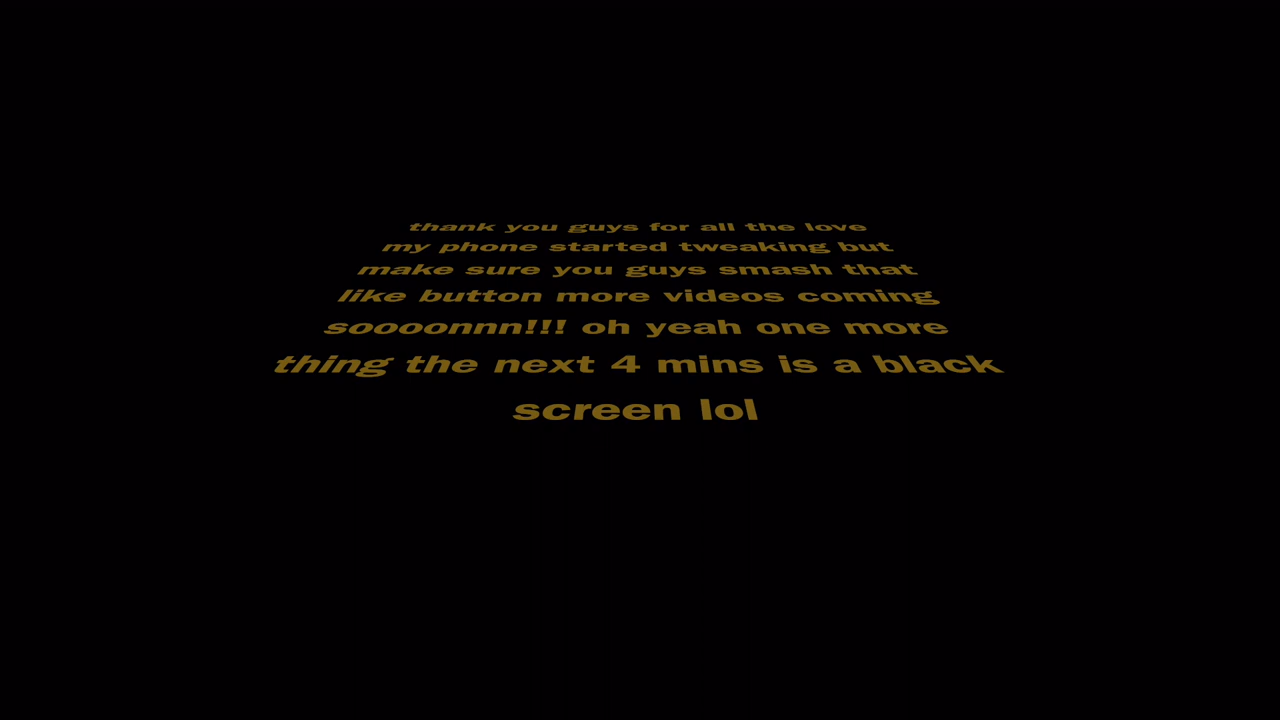 thank you guys for all the love
my phone started tweaking but
make sure you guys smash that
like button more videos coming
soooonnn!!! oh yeah one more
thing the next 4 mins is a black
screen lol